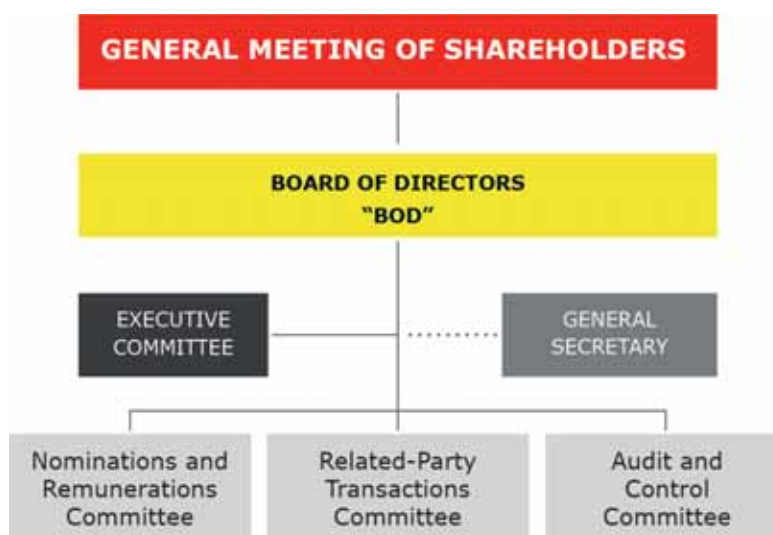 GENERAL MEETING OF SHAREHOLDERS
BOARD OF DIRECTORS
“BOD”
EXECUTIVE
COMMITTEE
GENERAL
SECRETARY
Nominations and
Remunerations
Committee
Related-Party
Transactions
Committee
Audit and
Control
Committee